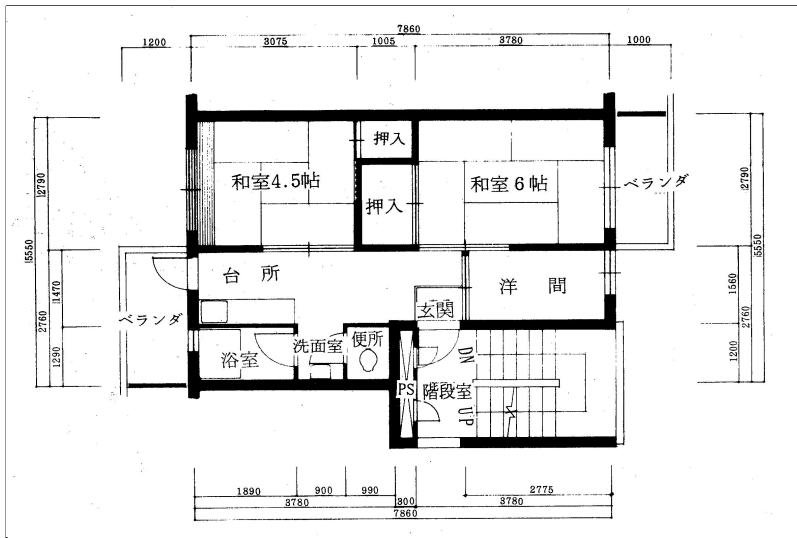 7860
1200 3075 1005 3780 1000
押入
和室4.5帖
押入
和室6帖
ベランダ
5550
2790
2760
1470
1290
2790
5550
1560
2760
1200
台所
洋間
玄関
ベランダ
浴室
洗面室
便所
PS
階段室
DN
UP
1890 900 990 2775
3780 300 3780
7860